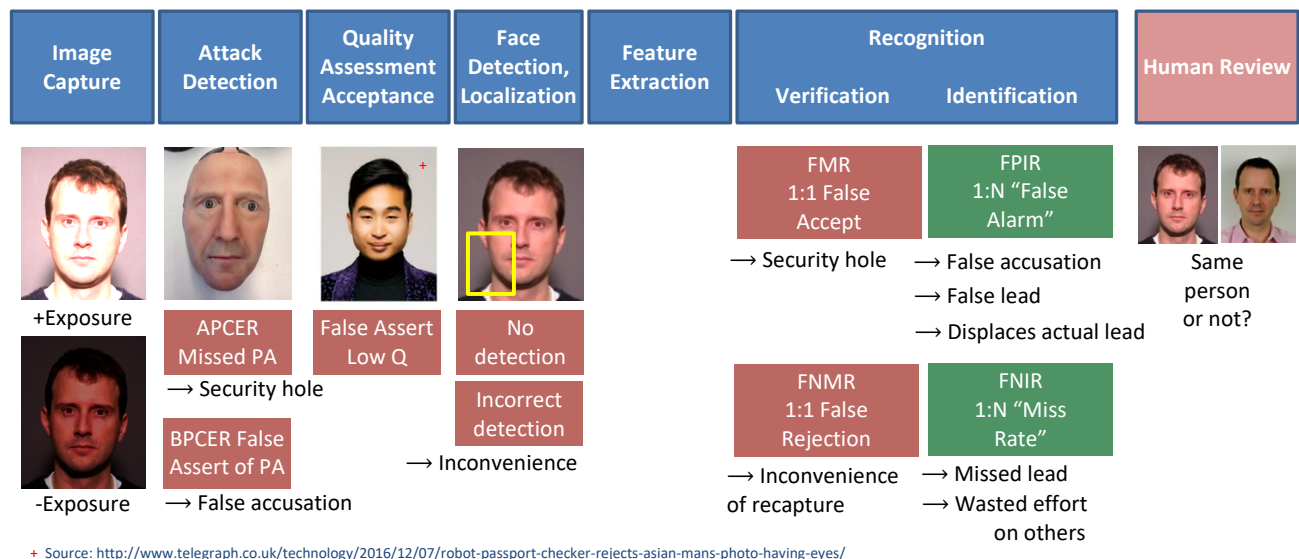 Image
Capture
Attack
Detection
Quality
Assessment
Acceptance
Face
Detection,
Localization
Feature
Extraction
Recognition
Verification
Identification
Human Review
+Exposure
-Exposure
APCER
Missed PA
→ Security hole
BPCER False
Assert of PA
→ False accusation
+
False Assert
Low Q
No
detection
Incorrect
detection
→ Inconvenience
FMR
1:1 False
Accept
→ Security hole
FNMR
1:1 False
Rejection
→ Inconvenience
of recapture
FPIR
1:N “False
Alarm”
→ False accusation
→ False lead
→ Displaces actual lead
FNIR
1:N “Miss
Rate”
→ Missed lead
→ Wasted effort
on others
Same
person
or not?
+ Source: http://www.telegraph.co.uk/technology/2016/12/07/robot-passport-checker-rejects-asian-mans-photo-having-eyes/